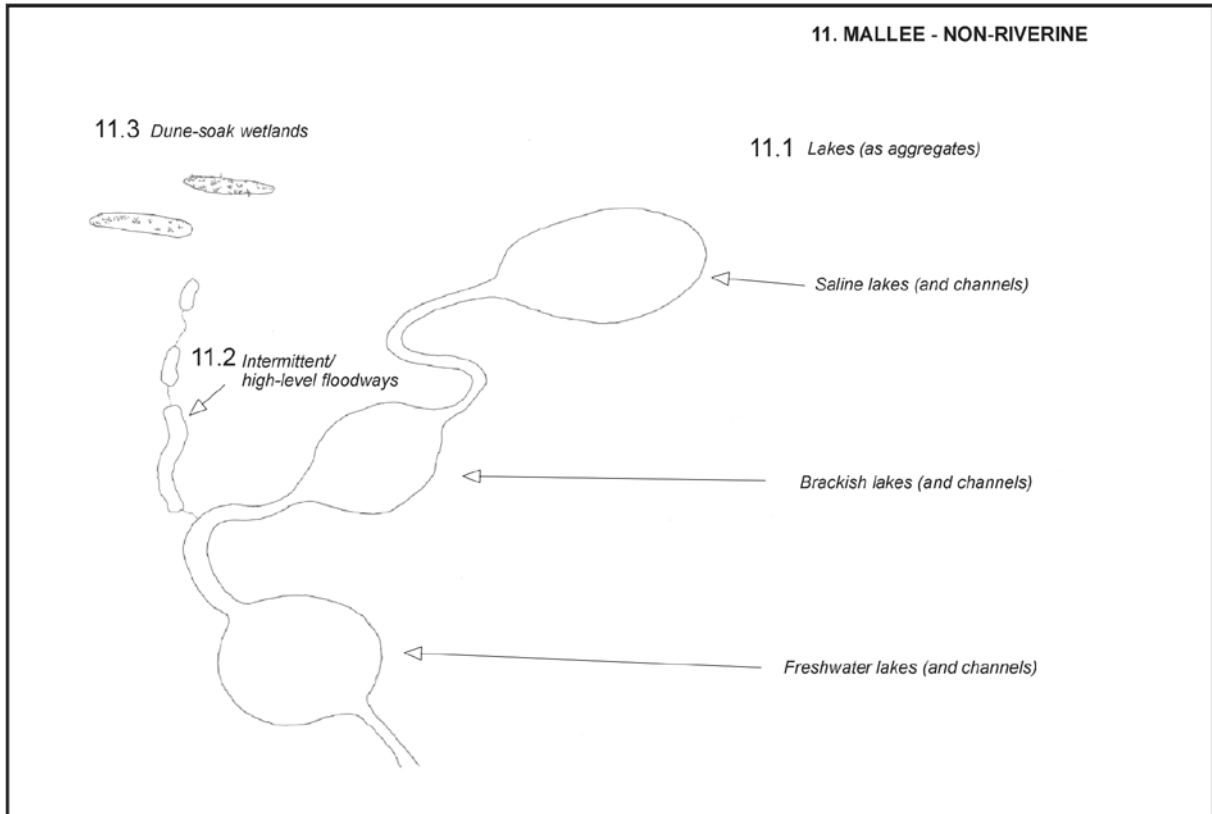 11. MALLEE - NON-RIVERINE
11.3 Dune-soak wetlands
11.1 Lakes (as aggregates)
Saline lakes (and channels)
11.2 Intermittent/
high-level floodways
Brackish lakes (and channels)
Freshwater lakes (and channels)